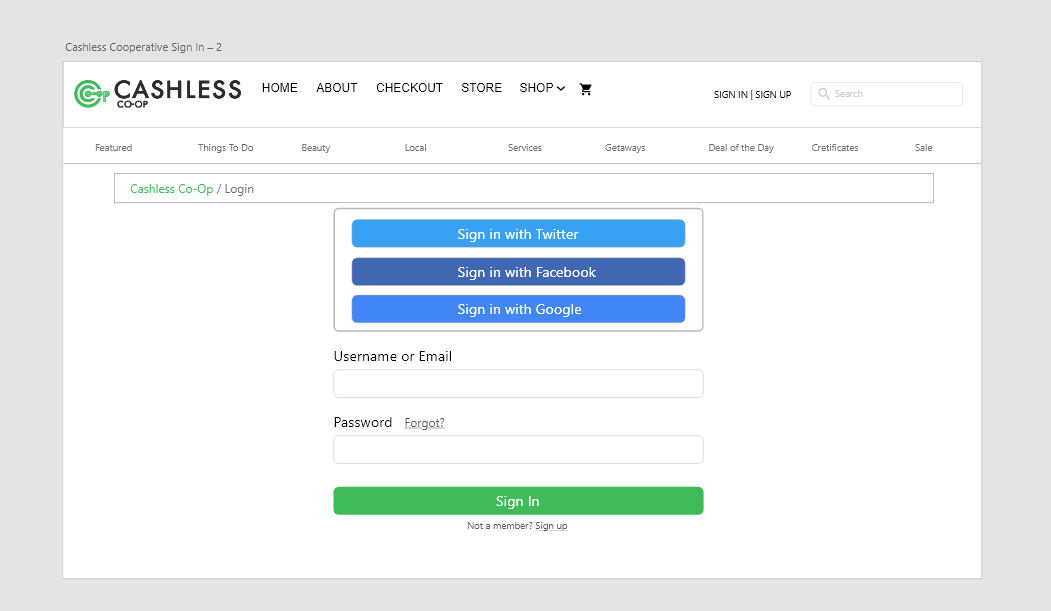 Cashless Cooperative Sign In – 2
CO-OP CASHLESS
CO-OP
HOME ABOUT CHECKOUT STORE SHOP
SIGN IN | SIGN UP
Search
Featured Things To Do Beauty Local Services Getaways Deal of the Day Cretificates Sale
Cashless Co-Op / Login
Sign in with Twitter
Sign in with Facebook
Sign in with Google
Username or Email
Password Forgot?
Sign In
Not a member? Sign up